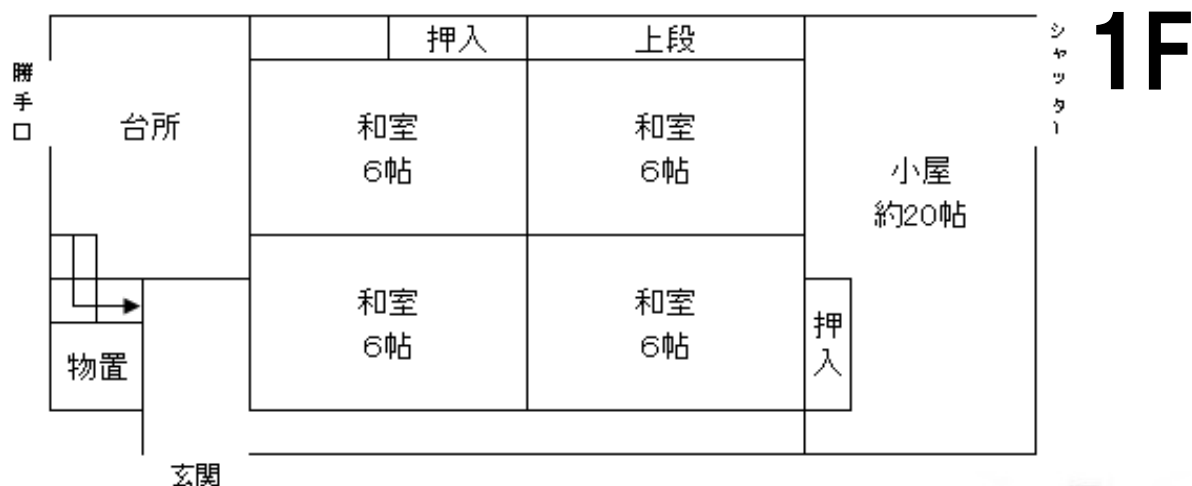 1F
押入
上段
シャッター
勝手口
台所
和室
6帖
和室
6帖
小屋
約20帖
和室
6帖
和室
6帖
押入
物置
玄関